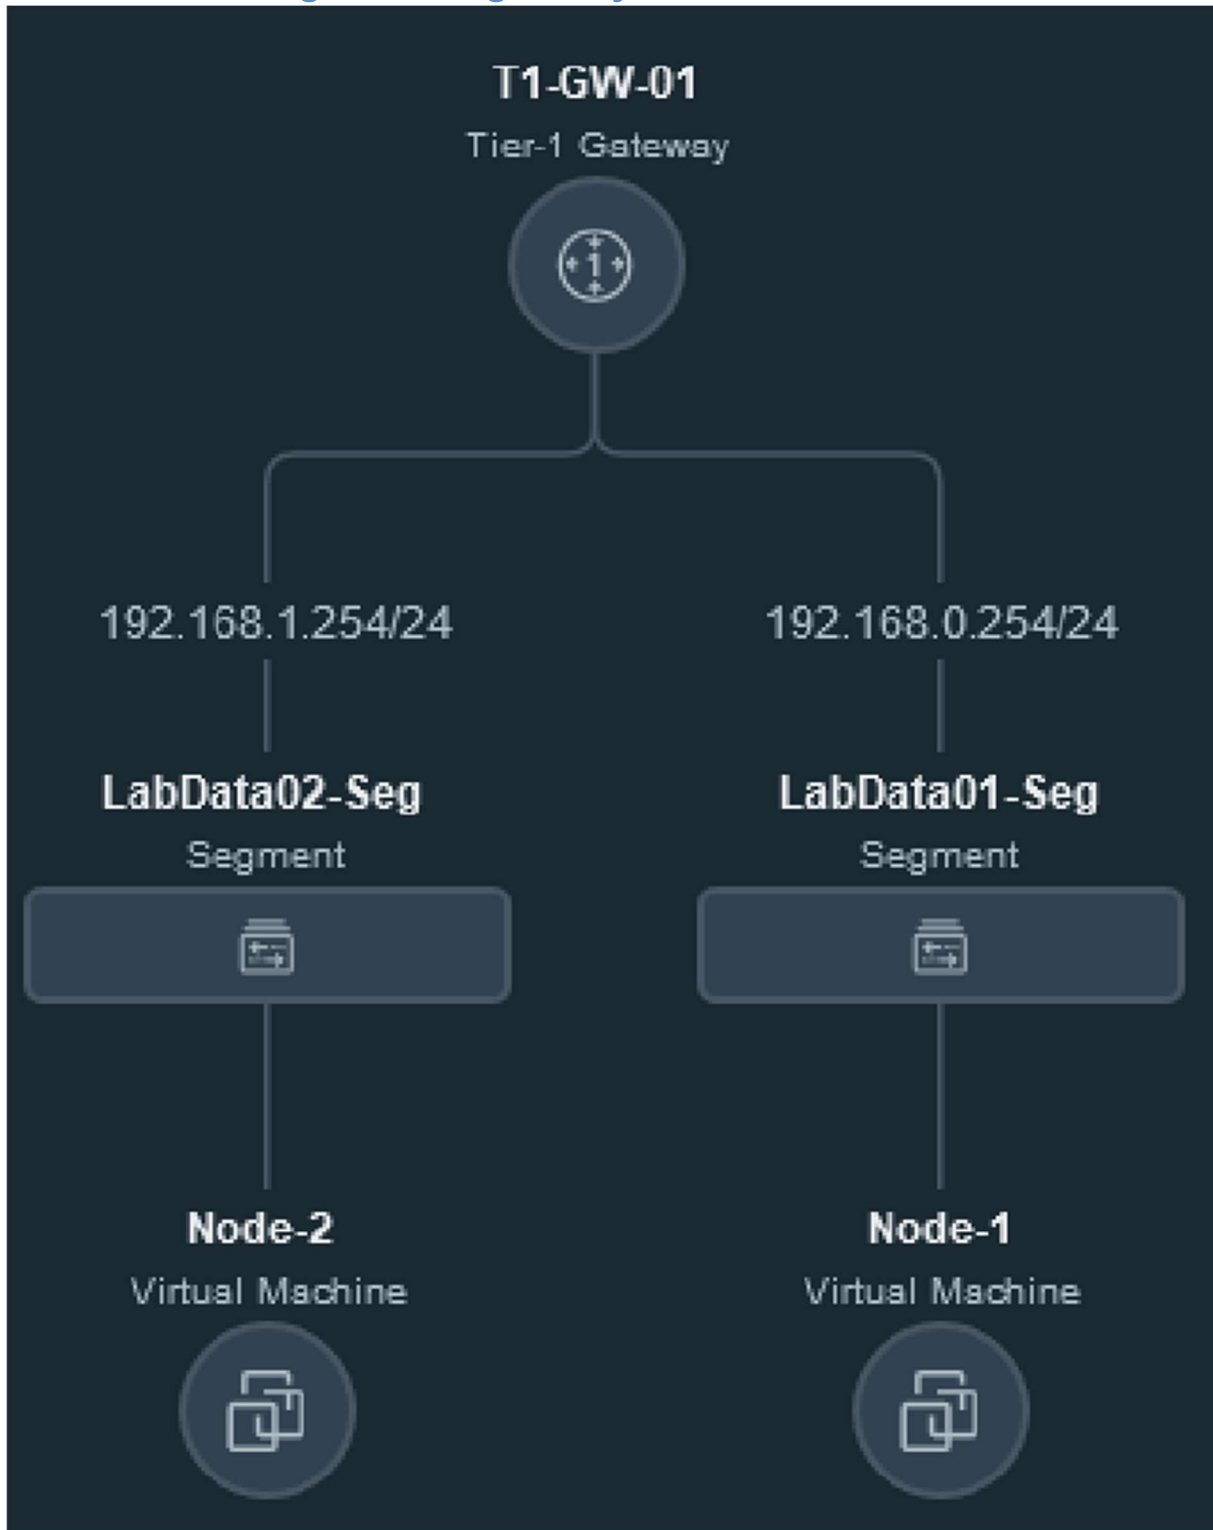 T1-GW-01
Tier-1 Gateway
1
192.168.1.254/24 192.168.0.254/24
LabData02-Seg LabData01-Seg
Segment Segment
Node-2 Node-1
Virtual Machine Virtual Machine